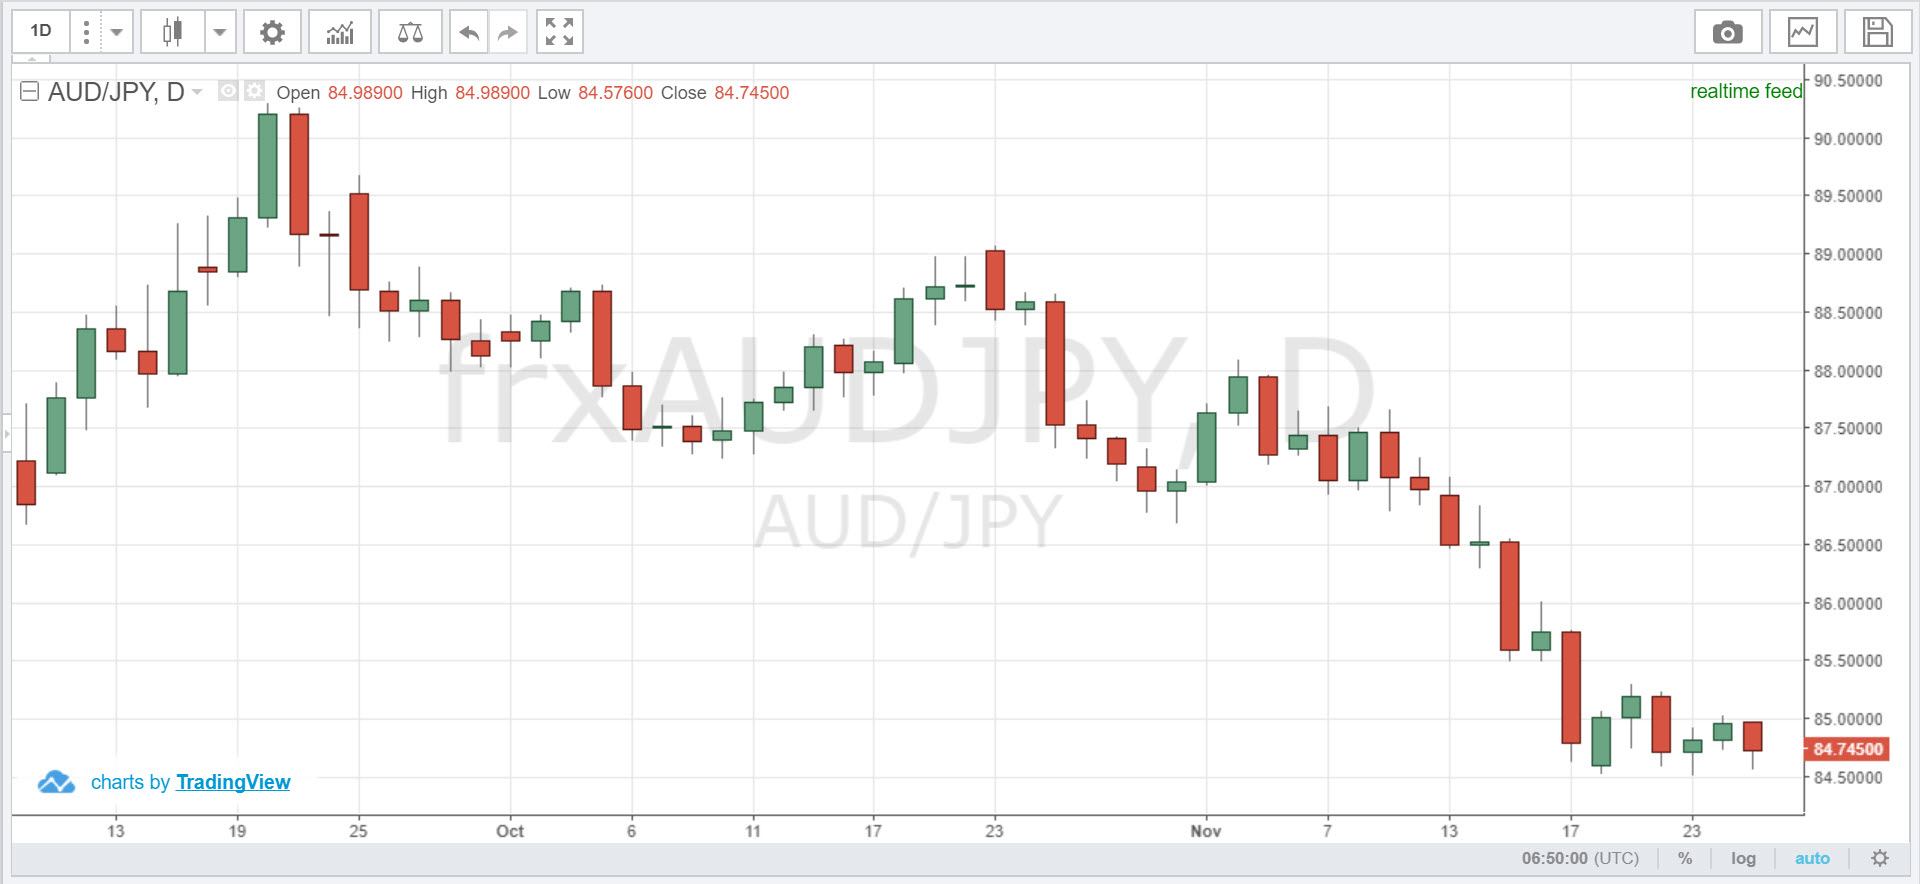 1D
AUD/JPY, D Open 84.98900 High 84.98900 Low 84.57600 Close 84.74500
realtime feed
90.50000
90.00000
89.50000
89.00000
88.50000
88.00000
87.50000
87.00000
86.50000
86.00000
85.50000
85.00000
84.74500
84.50000
frxAUDJPY, D
AUD/JPY
charts by TradingView
13 19 25 Oct 6 11 17 23 Nov 7 13 17 23
06:50:00 (UTC) % log auto